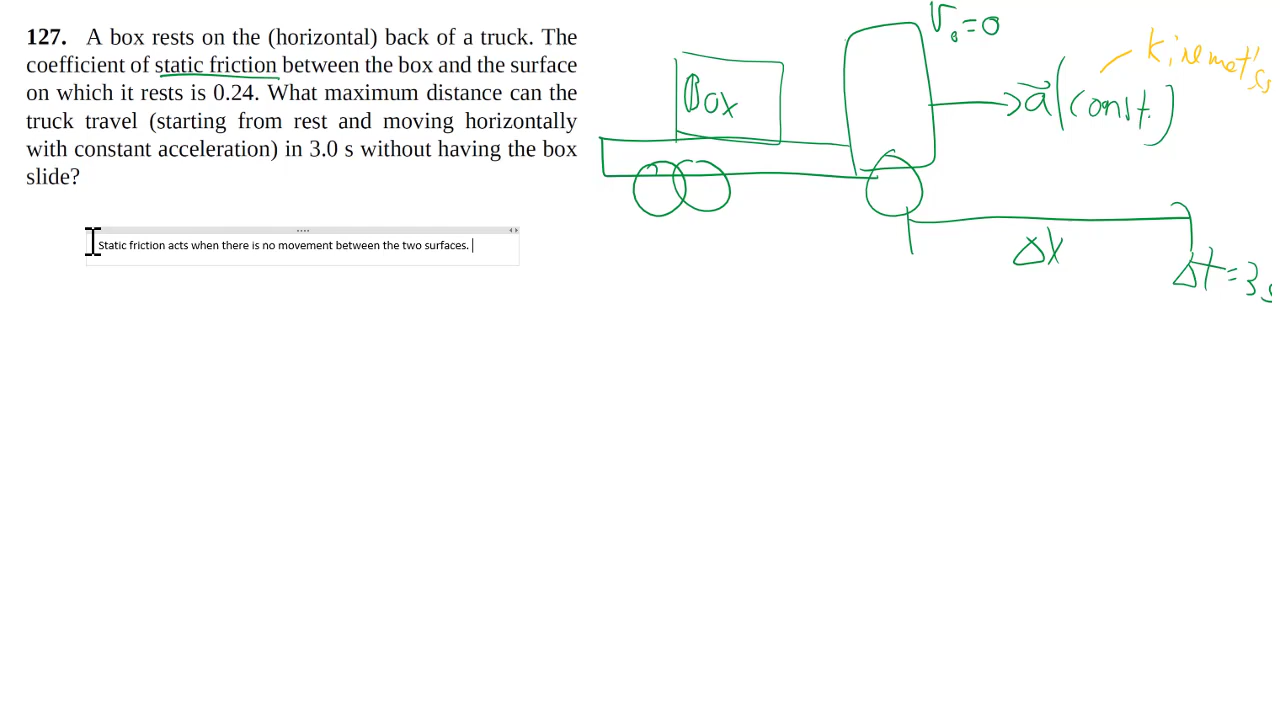 127. A box rests on the (horizontal) back of a truck. The
coefficient of static friction between the box and the surface
on which it rests is 0.24. What maximum distance can the
truck travel (starting from rest and moving horizontally
with constant acceleration) in 3.0 s without having the box
slide?
Static friction acts when there is no movement between the two surfaces.
V₀=0
Kinemat'cs
Box
a⃗ (const.)
Δx
Δt=3s